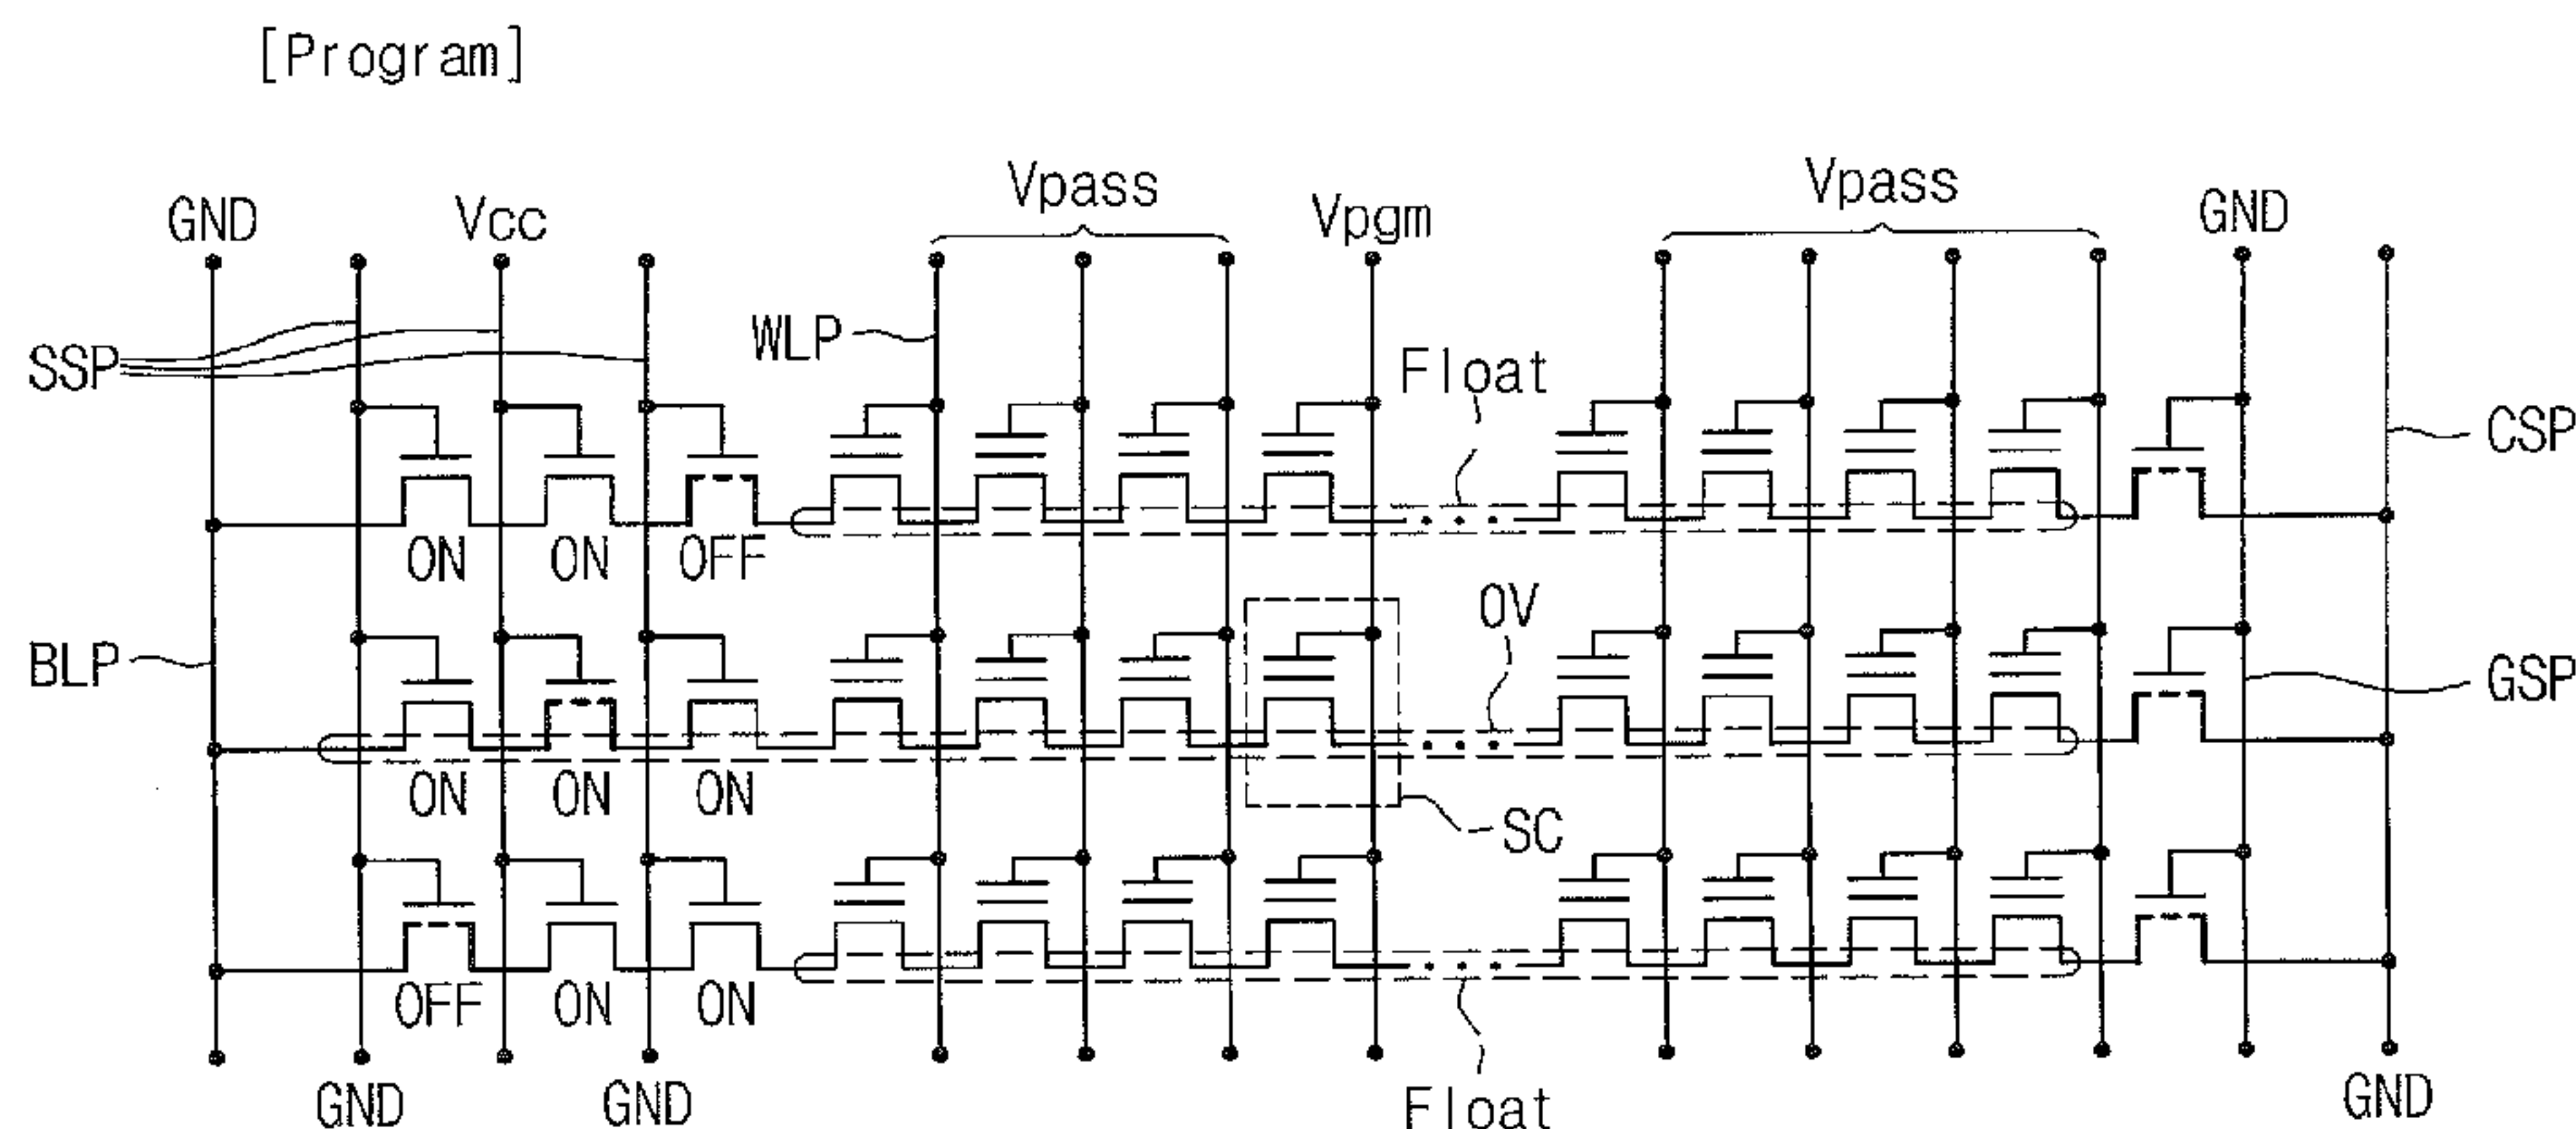 [Program]
Vpass
Vpass
GND
Vcc
Vpgm
GND
WLP
SSP
Float
CSP
ON
ON
OFF
0V
BLP
GSP
ON
ON
ON
SC
OFF
ON
ON
GND
GND
Float
GND